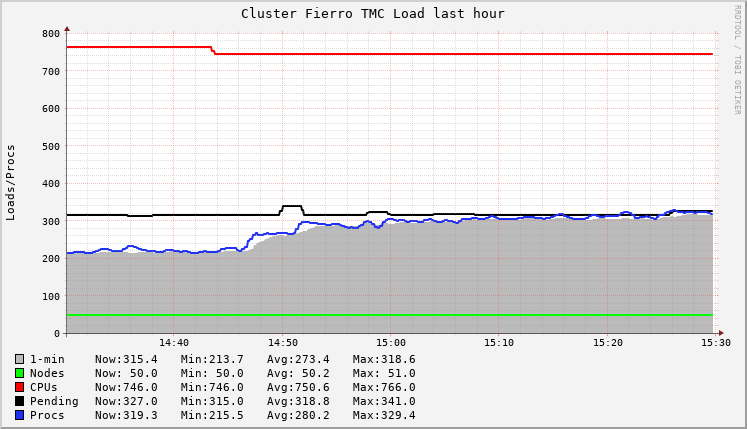 Cluster Fierro TMC Load last hour
RRDTOOL / TOBI OETIKER
Loads/Procs
800
700
600
500
400
300
200
100
0
14:40 14:50 15:00 15:10 15:20 15:30
1-min Now:315.4 Min:213.7 Avg:273.4 Max:318.6
Nodes Now: 50.0 Min: 50.0 Avg: 50.2 Max: 51.0
CPUs Now:746.0 Min:746.0 Avg:750.6 Max:766.0
Pending Now:327.0 Min:315.0 Avg:318.8 Max:341.0
Procs Now:319.3 Min:215.5 Avg:280.2 Max:329.4